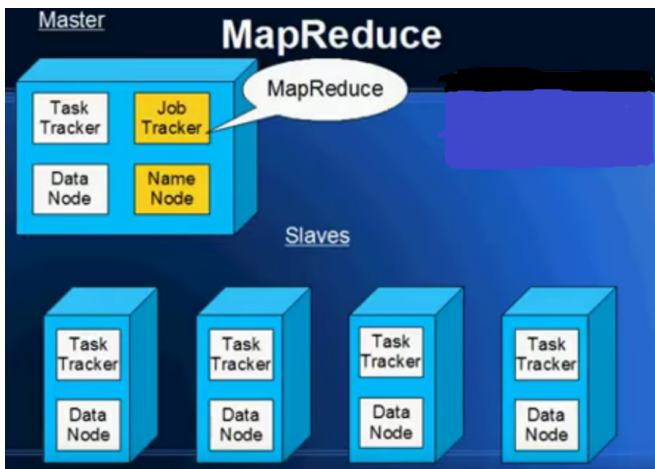 Master
MapReduce
MapReduce
Task
Tracker
Job
Tracker
Data
Node
Name
Node
Slaves
Task
Tracker
Task
Tracker
Task
Tracker
Task
Tracker
Data
Node
Data
Node
Data
Node
Data
Node